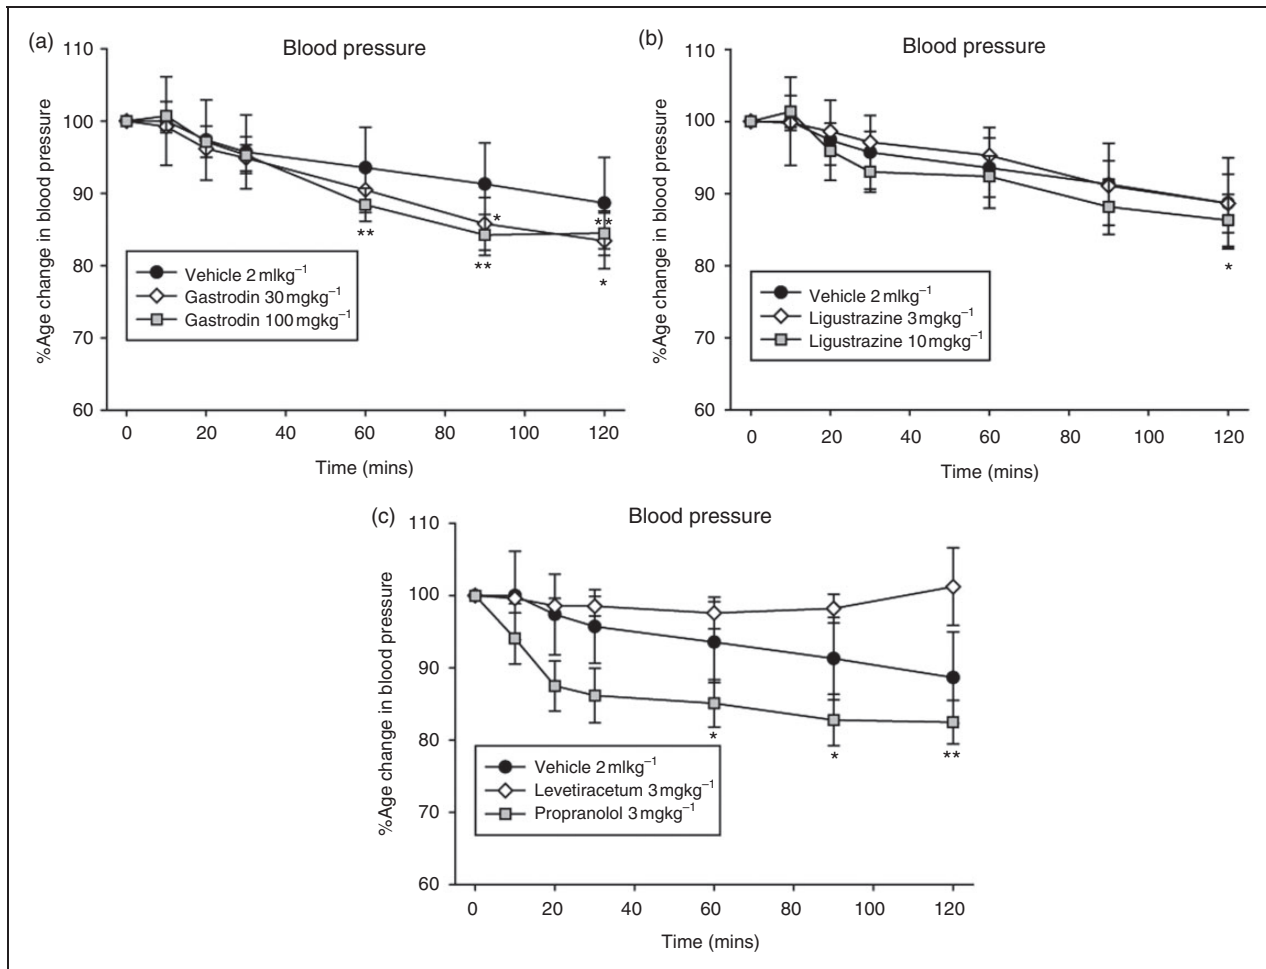 (a)
Blood pressure
%Age change in blood pressure
110
100
90
80
70
60
**
*
**
**
*
Vehicle 2 mlkg⁻¹
Gastrodin 30 mgkg⁻¹
Gastrodin 100 mgkg⁻¹
0 20 40 60 80 100 120
Time (mins)
(b)
Blood pressure
%Age change in blood pressure
110
100
90
80
70
60
*
Vehicle 2 mlkg⁻¹
Ligustrazine 3 mgkg⁻¹
Ligustrazine 10 mgkg⁻¹
0 20 40 60 80 100 120
Time (mins)
(c)
Blood pressure
%Age change in blood pressure
110
100
90
80
70
60
*
*
**
Vehicle 2 mlkg⁻¹
Levetiracetum 3 mgkg⁻¹
Propranolol 3 mgkg⁻¹
0 20 40 60 80 100 120
Time (mins)